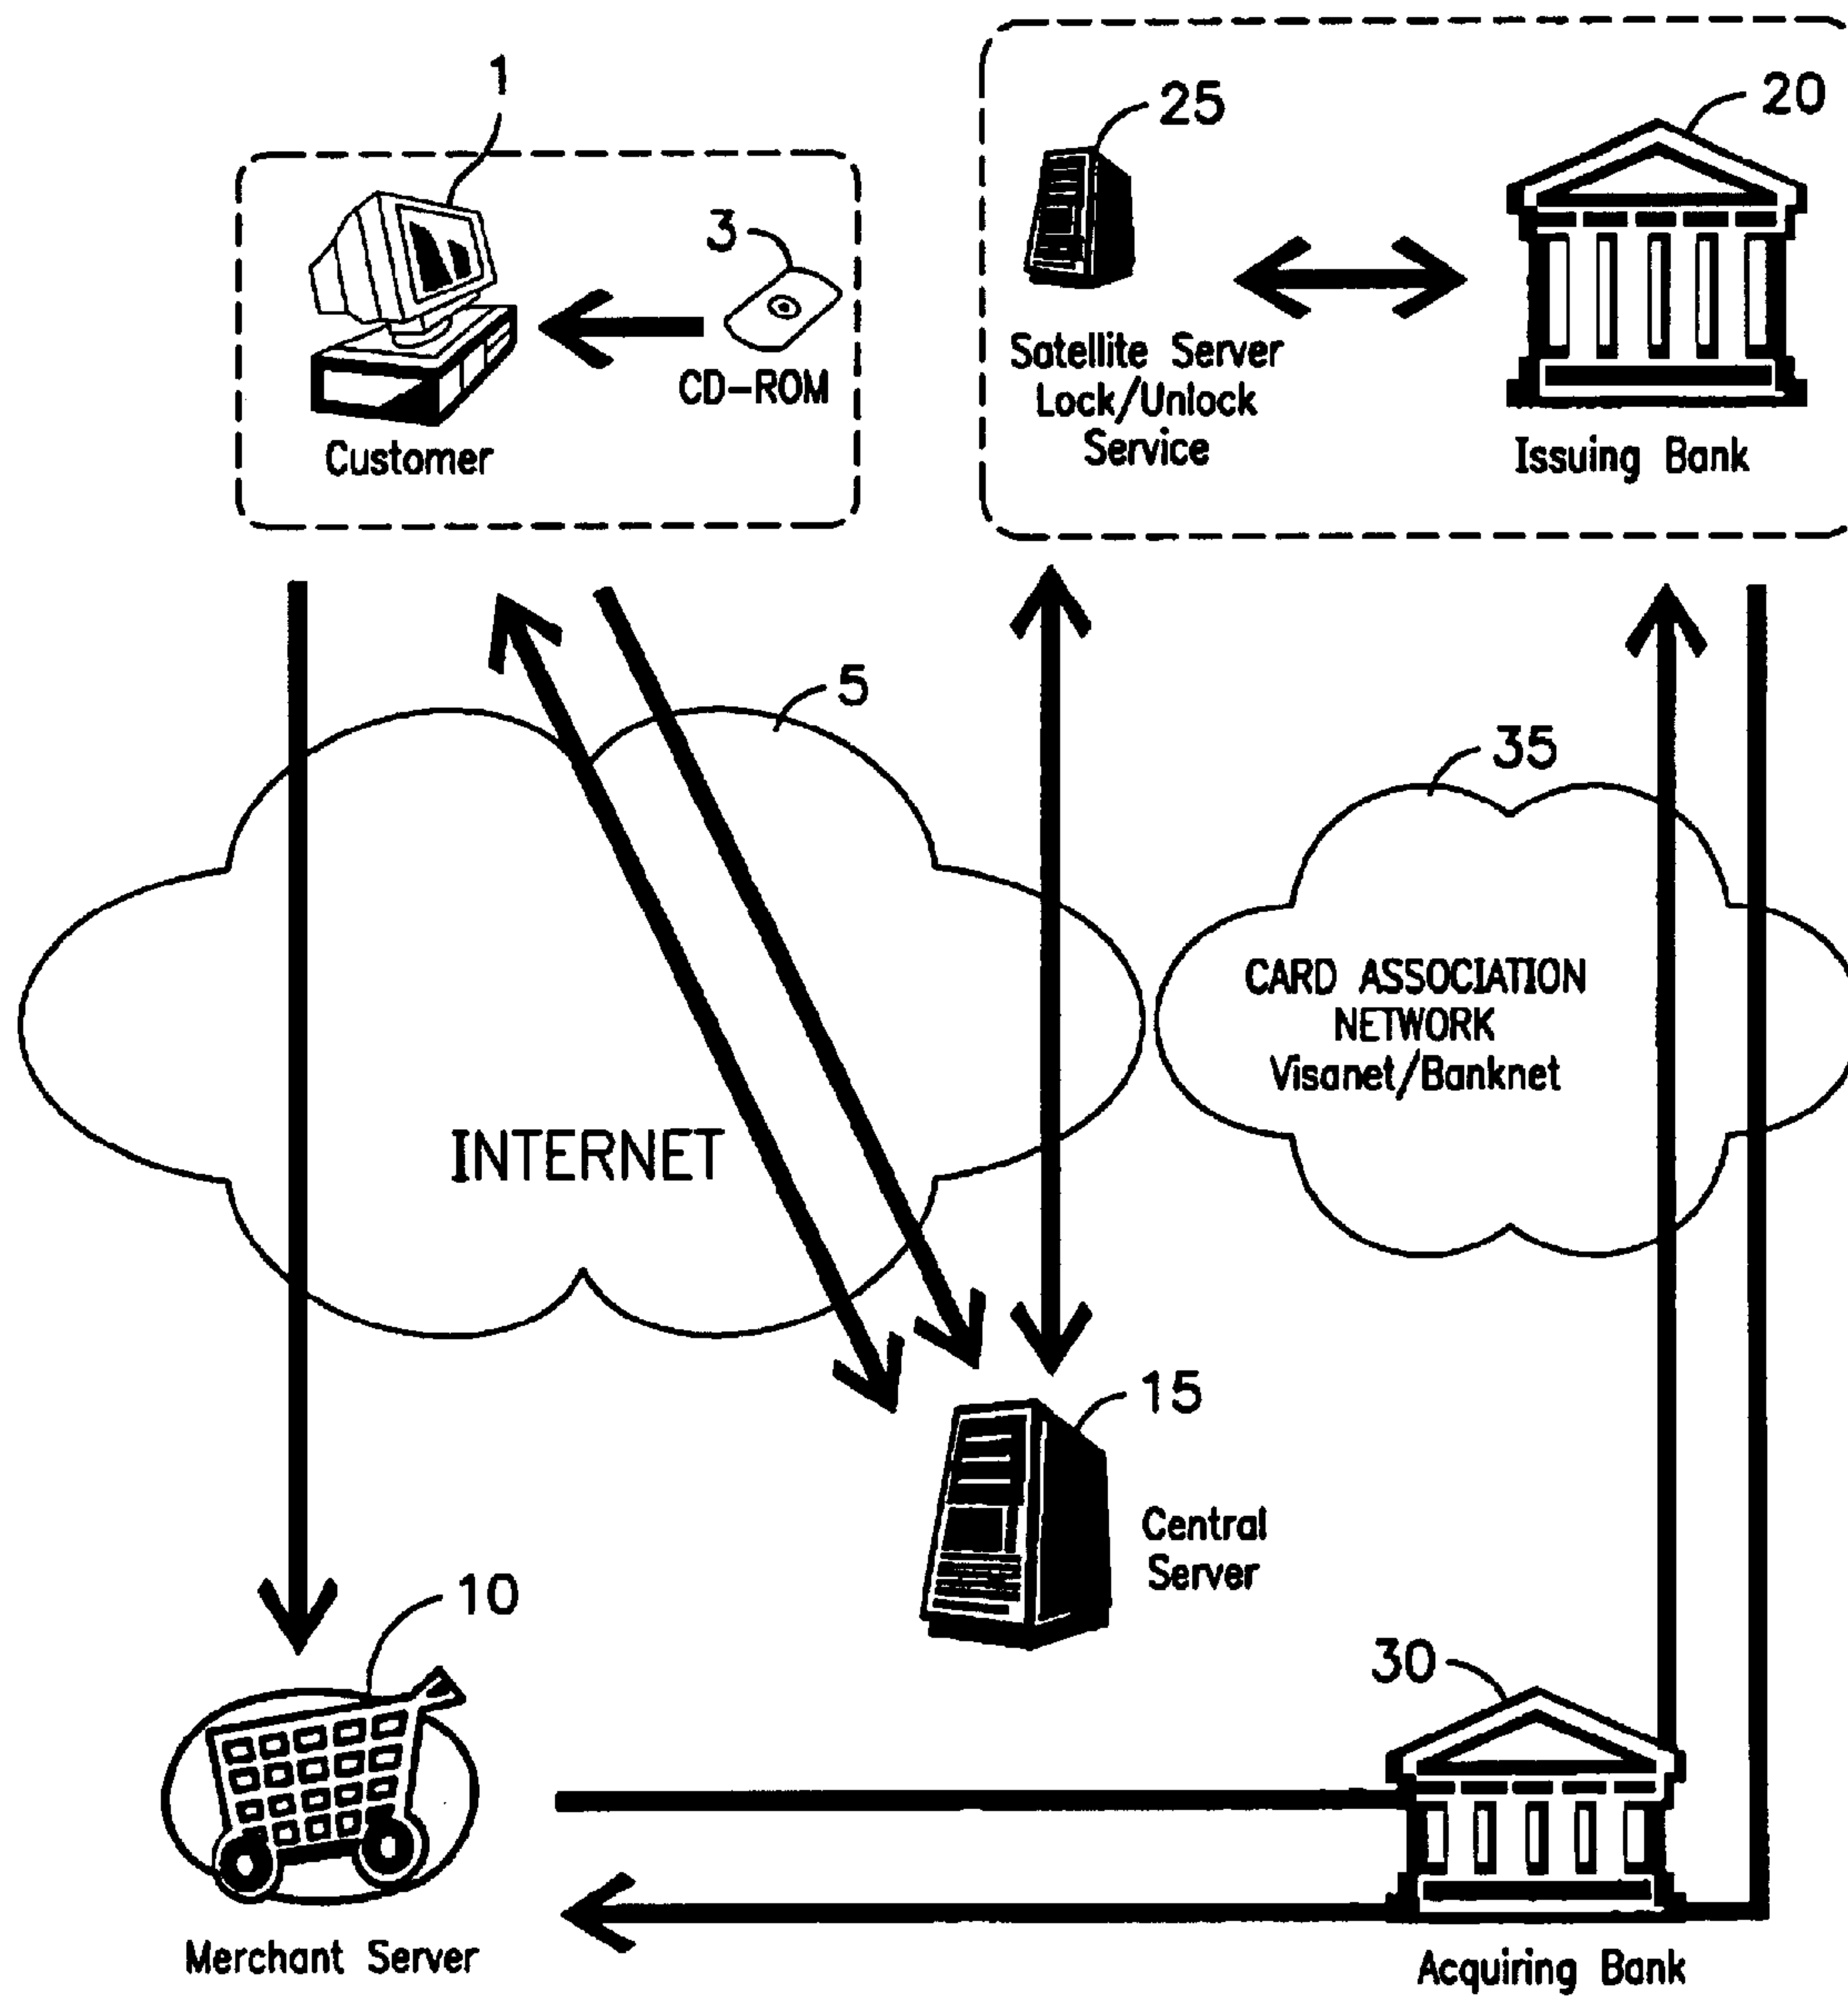 1
25
20
3
CD-ROM
Customer
Satellite Server
Lock/Unlock
Service
Issuing Bank
5
35
CARD ASSOCIATION
NETWORK
Visanet/Banknet
INTERNET
15
Central
Server
10
30
Merchant Server
Acquiring Bank